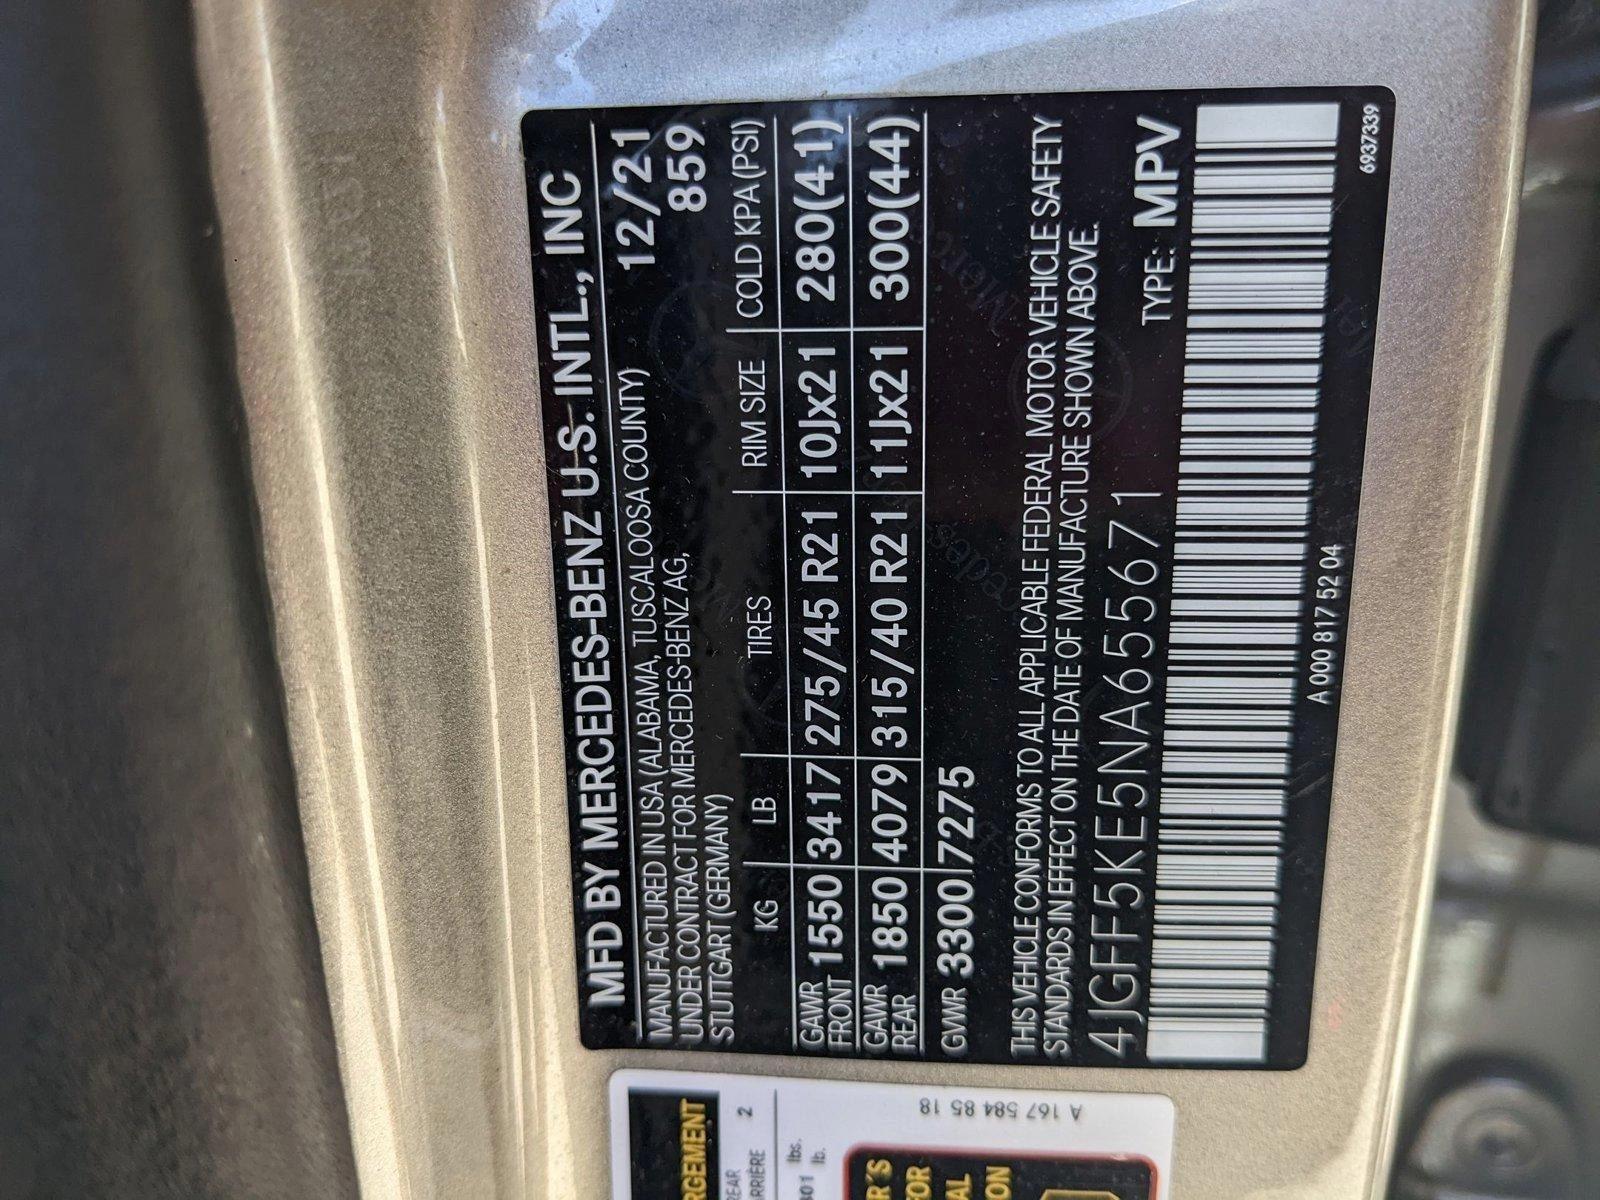 MFD BY MERCEDES-BENZ U.S. INTL., INC
MANUFACTURED IN USA (ALABAMA, TUSCALOOSA COUNTY) 12/21
UNDER CONTRACT FOR MERCEDES-BENZ AG, 859
STUTTGART (GERMANY)
KG LB TIRES RIM SIZE COLD KPA (PSI)
GAWR FRONT 1550 3417 275/45 R21 10Jx21 280(41)
GAWR REAR 1850 4079 315/40 R21 11Jx21 300(44)
GVWR 3300 7275
THIS VEHICLE CONFORMS TO ALL APPLICABLE FEDERAL MOTOR VEHICLE SAFETY
STANDARDS IN EFFECT ON THE DATE OF MANUFACTURE SHOWN ABOVE.
4JGFF5KE5NA655671 TYPE: MPV
A 000 817 52 04
6937339
A 167 584 85 18
2
lbs.
lb.